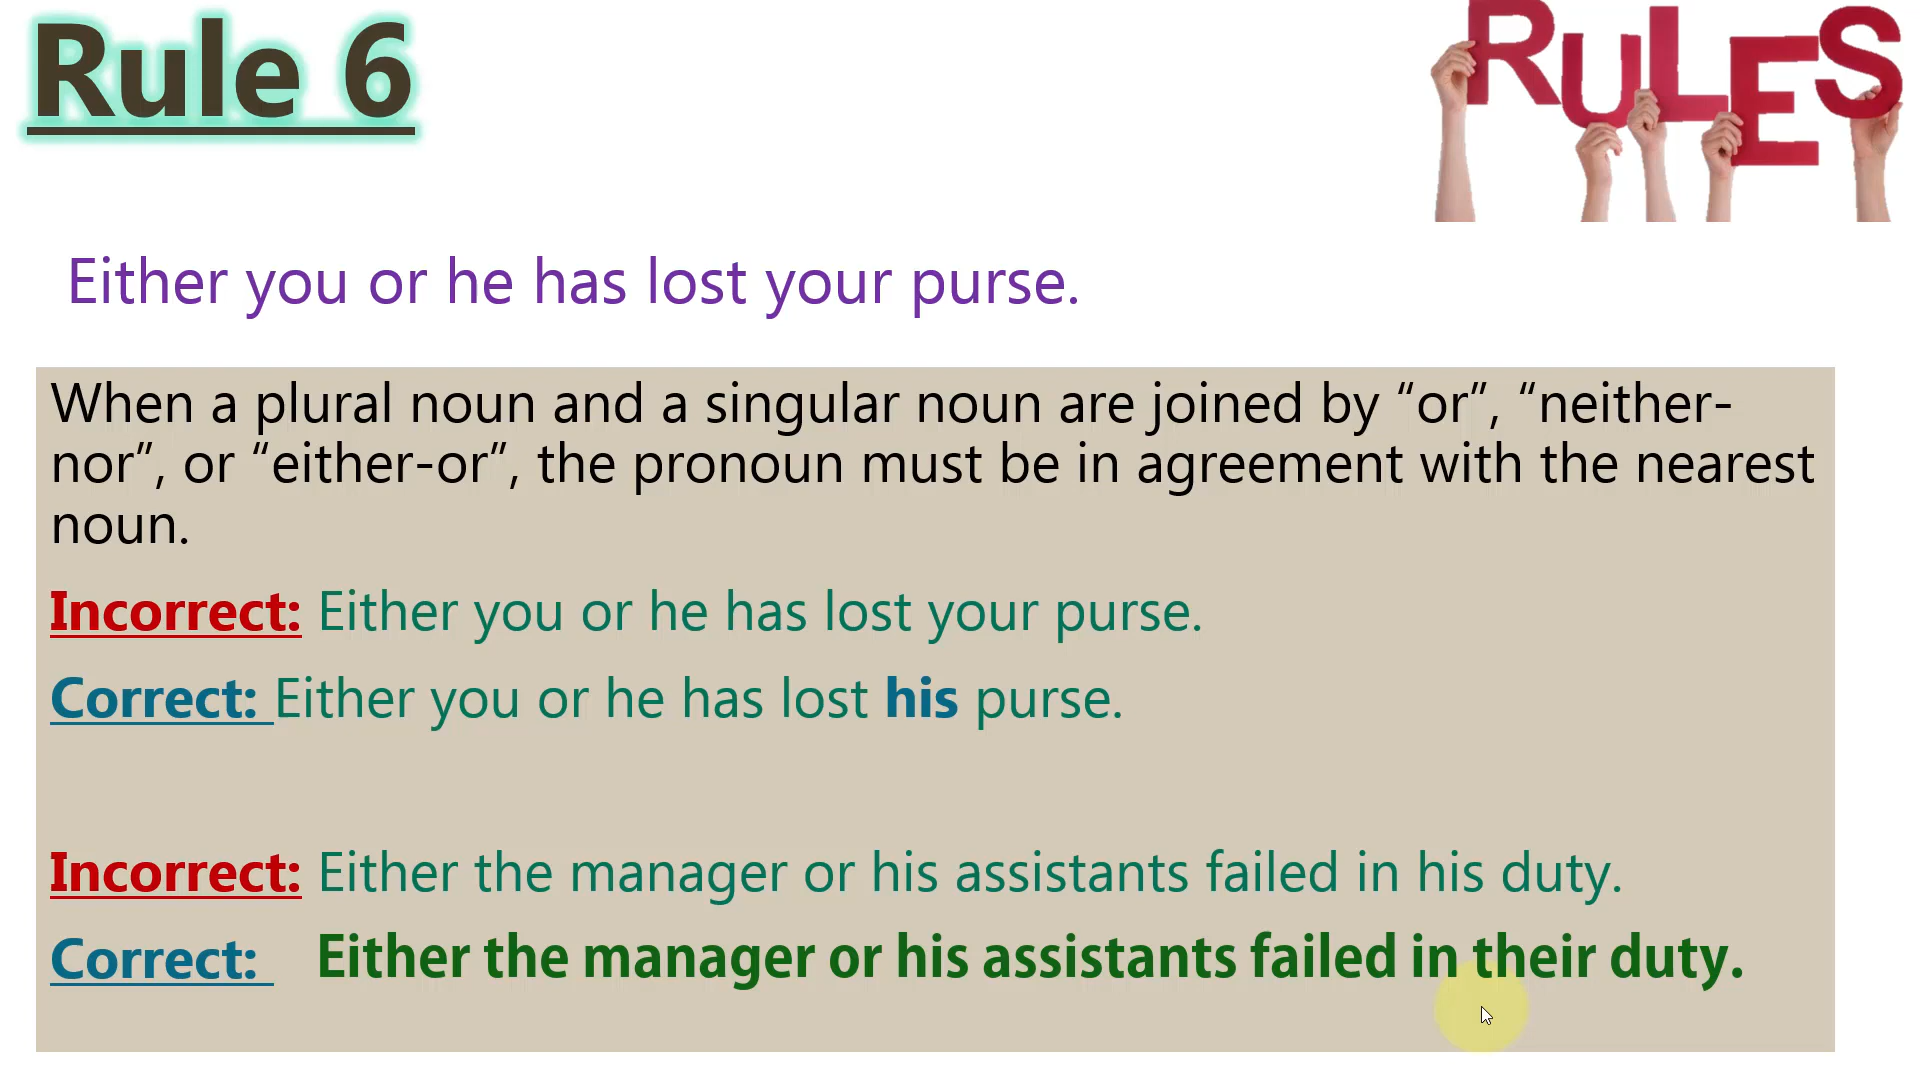 Rule 6
RULES
Either you or he has lost your purse.
When a plural noun and a singular noun are joined by “or”, “neither-
nor”, or “either-or”, the pronoun must be in agreement with the nearest
noun.
Incorrect: Either you or he has lost your purse.
Correct: Either you or he has lost his purse.
Incorrect: Either the manager or his assistants failed in his duty.
Correct: Either the manager or his assistants failed in their duty.